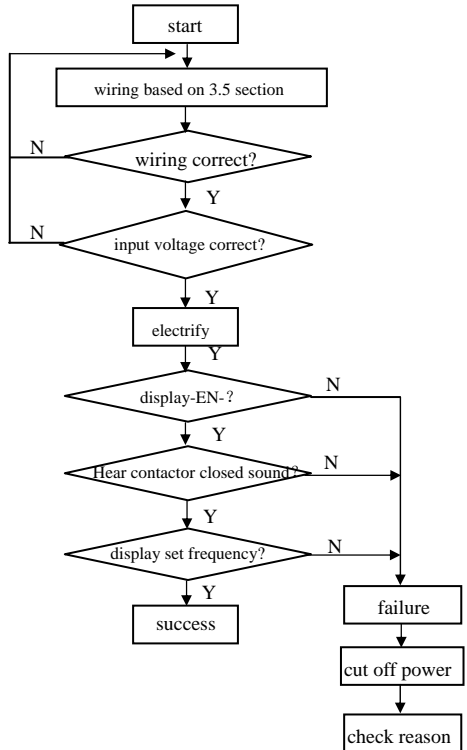 start
wiring based on 3.5 section
N
wiring correct?
Y
N
input voltage correct?
Y
electrify
Y
display-EN-?
N
Y
Hear contactor closed sound?
N
Y
display set frequency?
N
Y
success
failure
cut off power
check reason